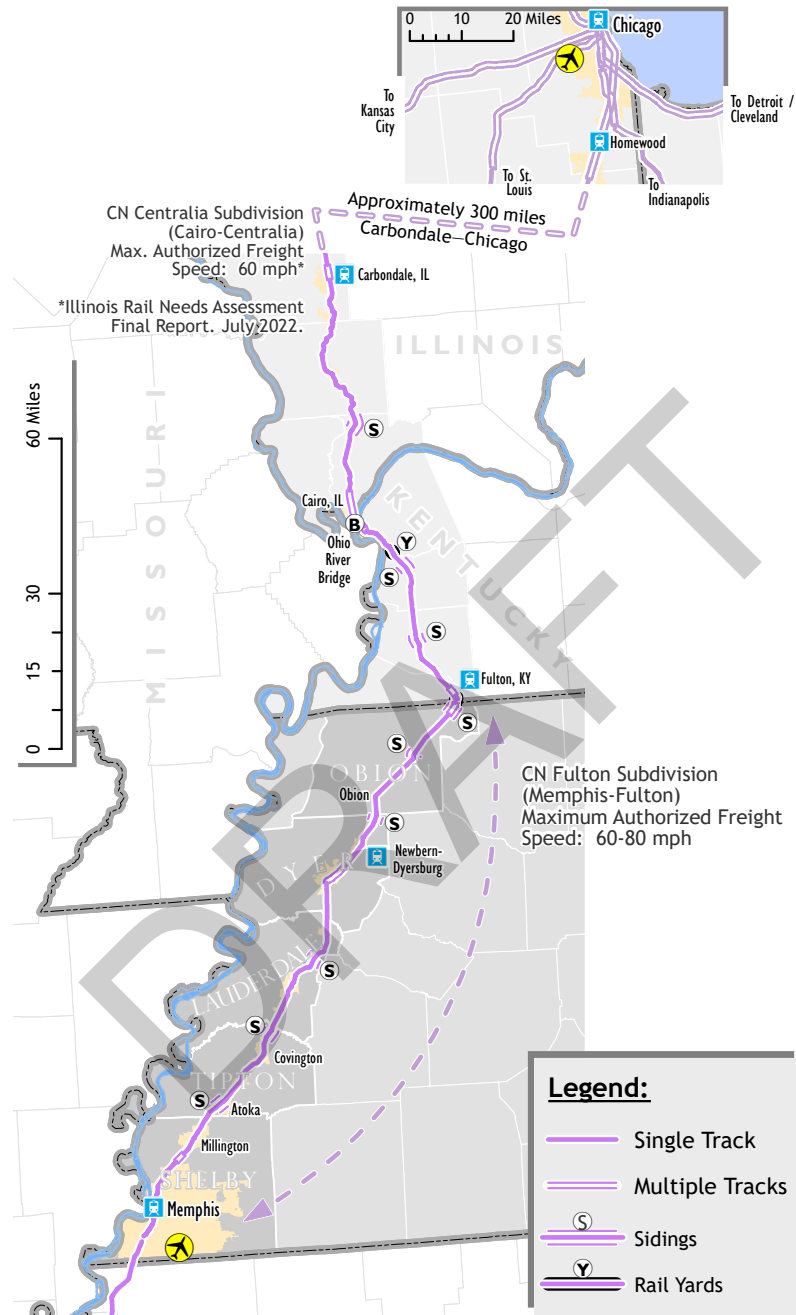 0 10 20 Miles
Chicago
To
Kansas
City
To Detroit /
Cleveland
Homewood
To St.
Louis
To
Indianapolis
Approximately 300 miles
Carbondale—Chicago
CN Centralia Subdivision
(Cairo-Centralia)
Max. Authorized Freight
Speed: 60 mph*
*Illinois Rail Needs Assessment
Final Report. July 2022.
Carbondale, IL
ILLINOIS
MISSOURI
KENTUCKY
60 Miles
30
15
0
S
Cairo, IL
B
Ohio
River
Bridge
Y
S
S
Fulton, KY
S
S
OBION
Obion
S
CN Fulton Subdivision
(Memphis-Fulton)
Maximum Authorized Freight
Speed: 60-80 mph
Newbern-
Dyersburg
DYER
DRAFT
S
LAUDERDALE
S
Covington
TIPTON
S
Atoka
Millington
SHELBY
Memphis
Legend:
Single Track
Multiple Tracks
S
Sidings
Y
Rail Yards